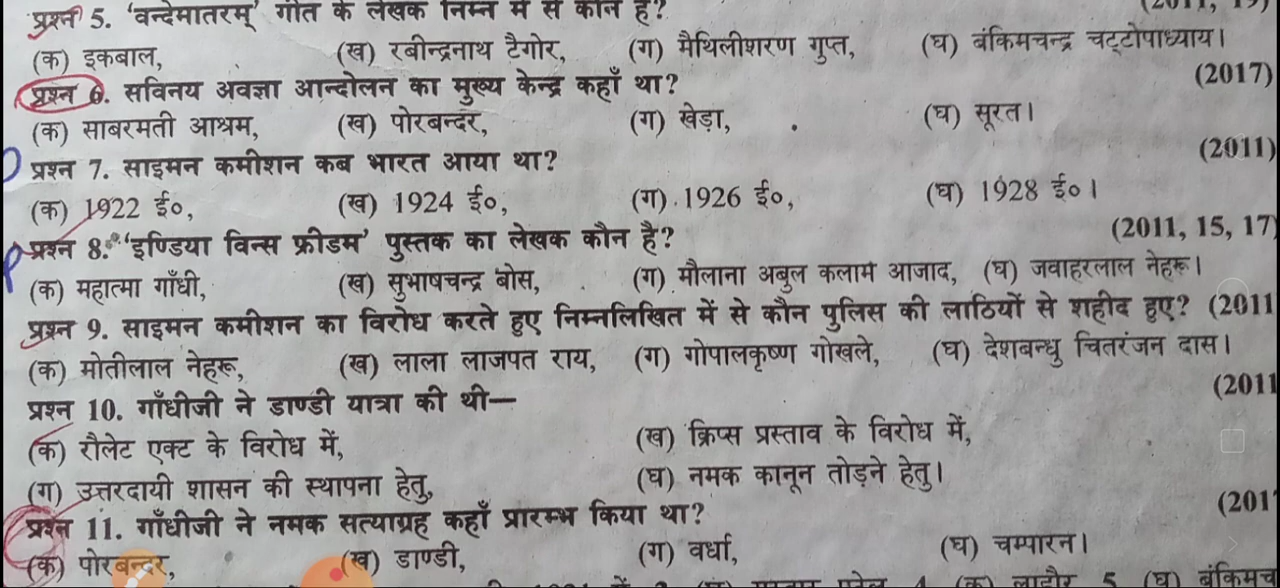 प्रश्न 5. ‘वन्देमातरम्’ गीत के लेखक निम्न में से कौन है?
(क) इकबाल, (ख) रबीन्द्रनाथ टैगोर, (ग) मैथिलीशरण गुप्त, (घ) बंकिमचन्द्र चट्टोपाध्याय।
प्रश्न 6. सविनय अवज्ञा आन्दोलन का मुख्य केन्द्र कहाँ था? (2017)
(क) साबरमती आश्रम, (ख) पोरबन्दर, (ग) खेड़ा, (घ) सूरत।
प्रश्न 7. साइमन कमीशन कब भारत आया था? (2011)
(क) 1922 ई०, (ख) 1924 ई०, (ग) 1926 ई०, (घ) 1928 ई०।
प्रश्न 8. ‘इण्डिया विन्स फ्रीडम’ पुस्तक का लेखक कौन है? (2011, 15, 17)
(क) महात्मा गाँधी, (ख) सुभाषचन्द्र बोस, (ग) मौलाना अबुल कलाम आजाद, (घ) जवाहरलाल नेहरू।
प्रश्न 9. साइमन कमीशन का विरोध करते हुए निम्नलिखित में से कौन पुलिस की लाठियों से शहीद हुए? (2011
(क) मोतीलाल नेहरू, (ख) लाला लाजपत राय, (ग) गोपालकृष्ण गोखले, (घ) देशबन्धु चितरंजन दास।
प्रश्न 10. गाँधीजी ने डाण्डी यात्रा की थी— (2011
(क) रौलेट एक्ट के विरोध में, (ख) क्रिप्स प्रस्ताव के विरोध में,
(ग) उत्तरदायी शासन की स्थापना हेतु, (घ) नमक कानून तोड़ने हेतु।
प्रश्न 11. गाँधीजी ने नमक सत्याग्रह कहाँ प्रारम्भ किया था? (201
(क) पोरबन्दर, (ख) डाण्डी, (ग) वर्धा, (घ) चम्पारन।